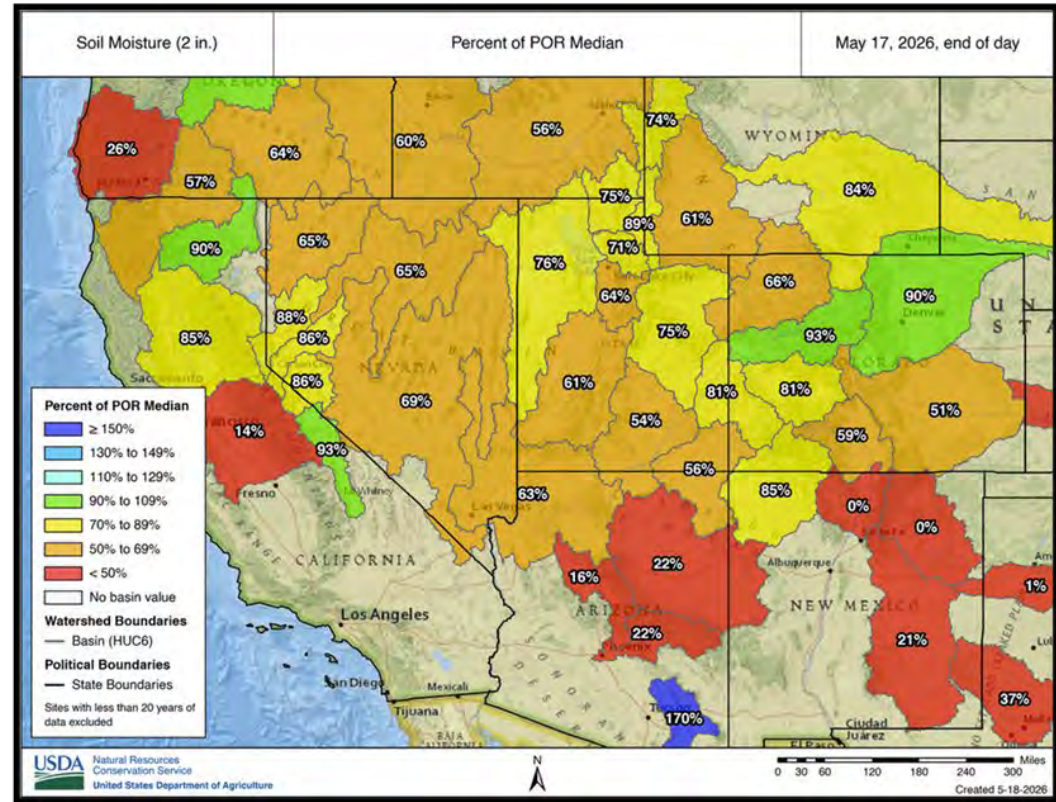 Soil Moisture (2 in.)
Percent of POR Median
May 17, 2026, end of day
OREGON
WYOMIN
26%
64%
60%
56%
74%
57%
75%
84%
90%
65%
89%
61%
71%
65%
76%
Cheyenne
88%
64%
66%
90%
Denver
85%
86%
75%
93%
NEVADA
86%
61%
81%
81%
69%
54%
51%
14%
93%
59%
56%
Fresno
63%
85%
Las Vegas
0%
0%
CALIFORNIA
16%
22%
Albuquerque
1%
ARIZONA
NEW MEXICO
Los Angeles
22%
21%
San Diego
Mexicali
37%
Tijuana
170%
BAJA
Ciudad
Juárez
El Paso
Percent of POR Median
≥ 150%
130% to 149%
110% to 129%
90% to 109%
70% to 89%
50% to 69%
< 50%
No basin value
Watershed Boundaries
Basin (HUC6)
Political Boundaries
State Boundaries
Sites with less than 20 years of
data excluded
USDA
Natural Resources
Conservation Service
United States Department of Agriculture
N
Miles
0 30 60 120 180 240 300
Created 5-18-2026